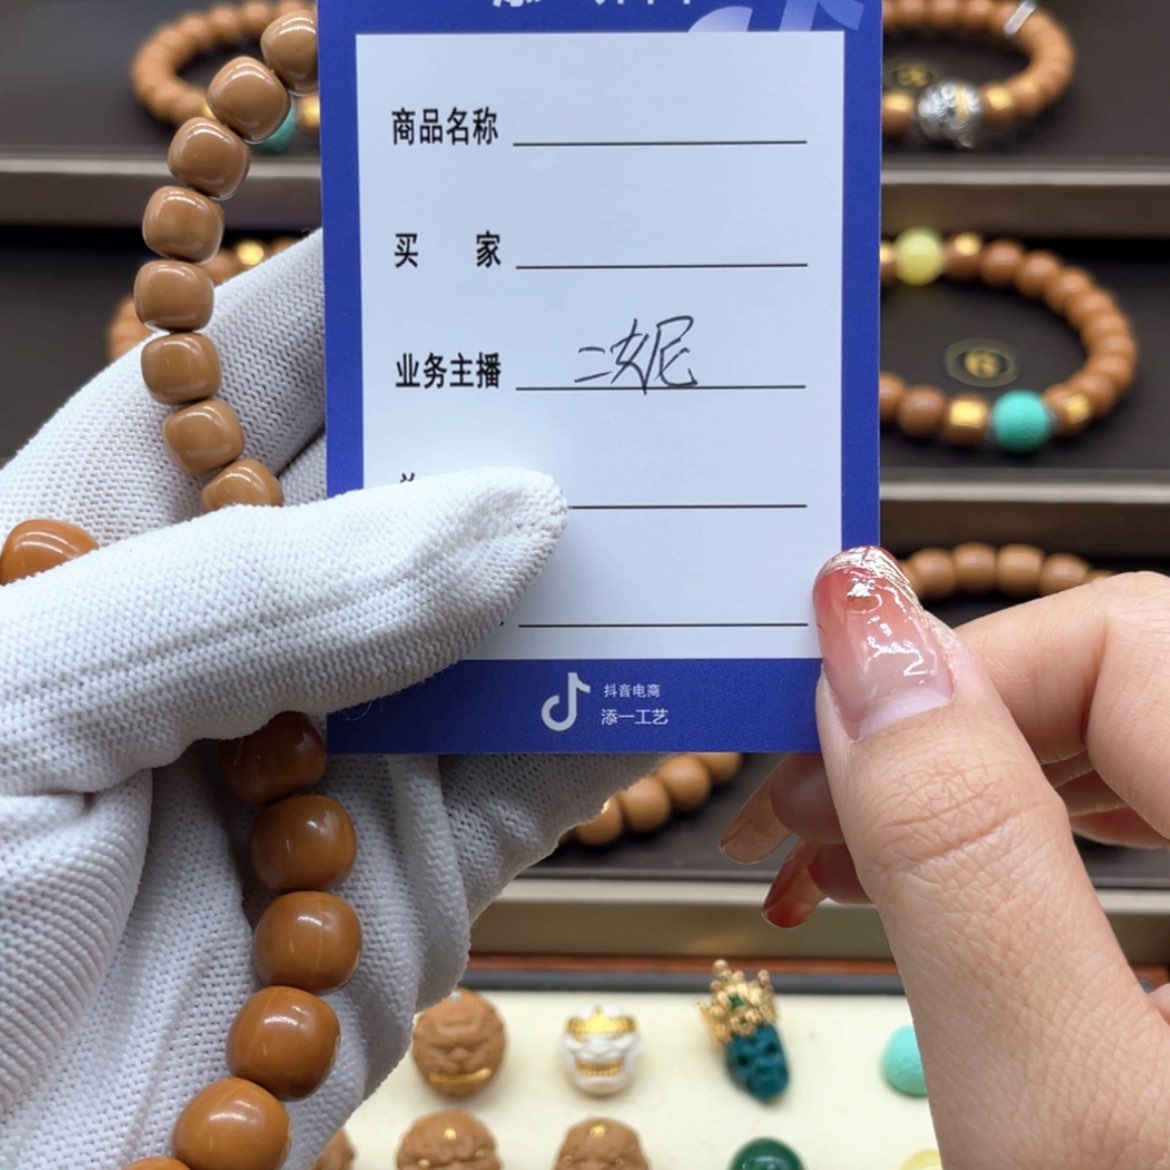 商品名称
买 家
业务主播 二妮
抖音电商
添一工艺